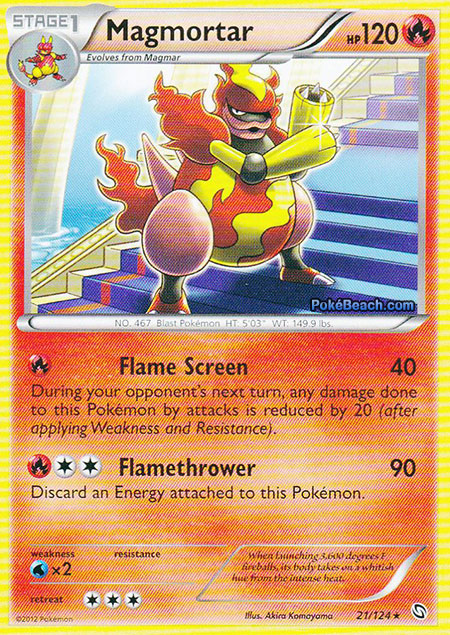 STAGE 1
Magmortar
HP 120
Evolves from Magmar
PokéBeach.com
NO. 467 Blast Pokémon HT: 5'03" WT: 149.9 lbs.
Flame Screen 40
During your opponent's next turn, any damage done
to this Pokémon by attacks is reduced by 20 (after
applying Weakness and Resistance).
Flamethrower 90
Discard an Energy attached to this Pokémon.
weakness resistance
×2
When launching 3,600 degrees F
fireballs, its body takes on a whitish
hue from the intense heat.
retreat
©2012 Pokémon
Illus. Akira Komayama
21/124 ★